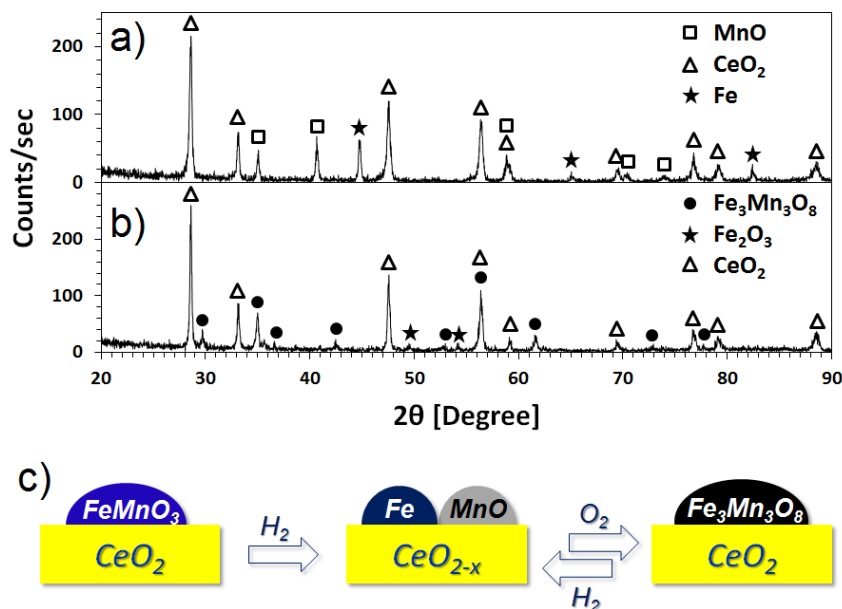 a)
MnO
CeO₂
Fe
200
100
0
Counts/sec
b)
Fe₃Mn₃O₈
Fe₂O₃
CeO₂
200
100
0
20 30 40 50 60 70 80 90
2θ [Degree]
c)
FeMnO₃
CeO₂
H₂
Fe
MnO
CeO₂₋ₓ
O₂
H₂
Fe₃Mn₃O₈
CeO₂